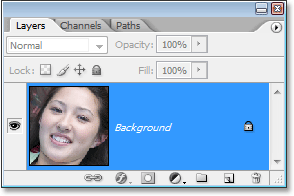 Layers Channels Paths
Normal Opacity: 100%
Lock: Fill: 100%
Background